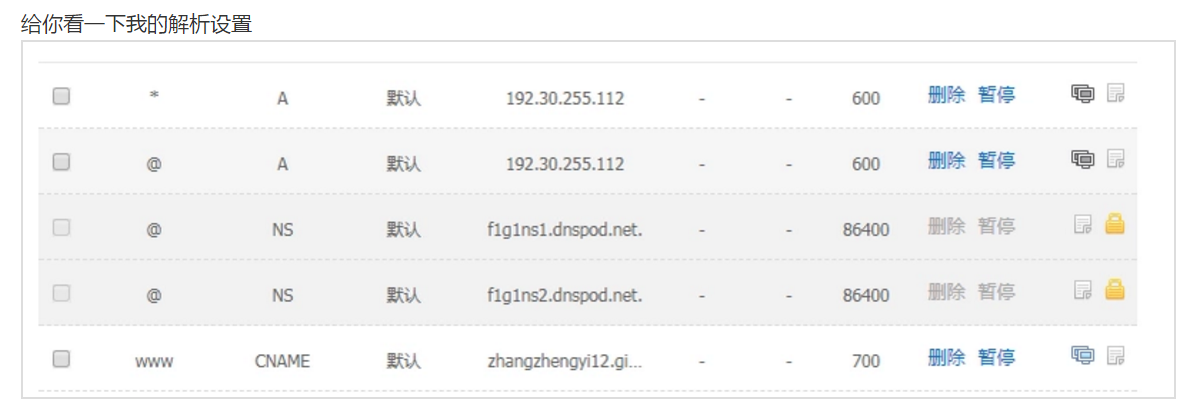 给你看一下我的解析设置
* A 默认 192.30.255.112 - - 600 删除 暂停
@ A 默认 192.30.255.112 - - 600 删除 暂停
@ NS 默认 f1g1ns1.dnspod.net. - - 86400 删除 暂停
@ NS 默认 f1g1ns2.dnspod.net. - - 86400 删除 暂停
www CNAME 默认 zhangzhengyi12.gi... - - 700 删除 暂停